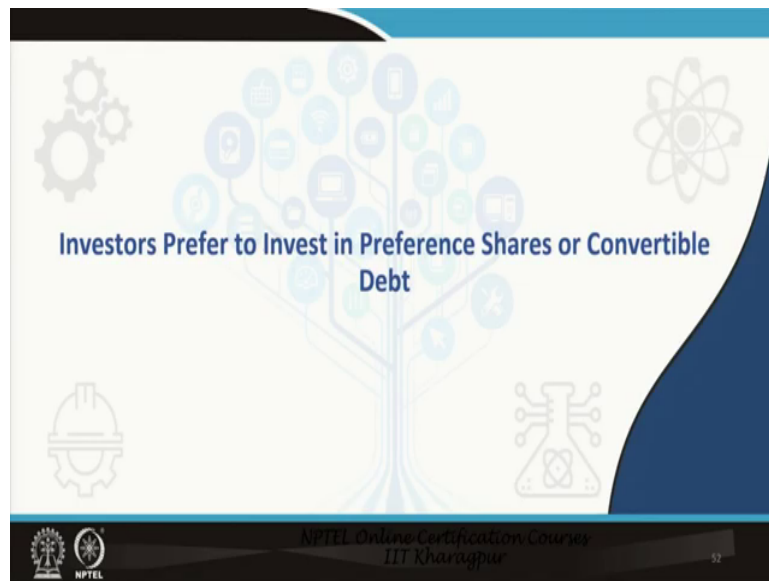 Investors Prefer to Invest in Preference Shares or Convertible
Debt
NPTEL Online Certification Courses
IIT Kharagpur
NPTEL
52